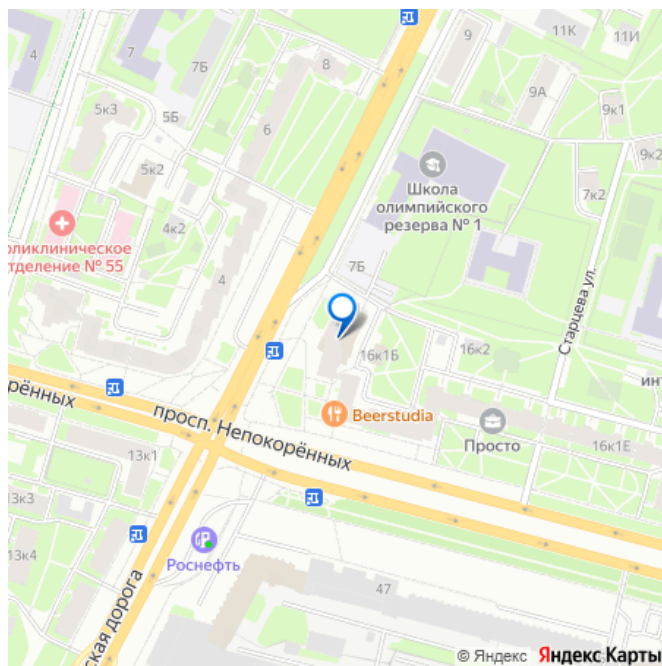 4
7
7Б
8
9
11К
11И
9А
9к1
9к2
5к3
5Б
6
5к2
Школа
олимпийского
резерва № 1
7к2
4к2
оликлиническое
тделение № 55
4
7Б
Старцева ул.
16к1Б
16к2
инт
рённых
просп. Непокорённых
Beerstudia
Просто
16к1Е
13к1
13к3
13к4
Роснефть
47
ская дорога
© Яндекс Яндекс Карты